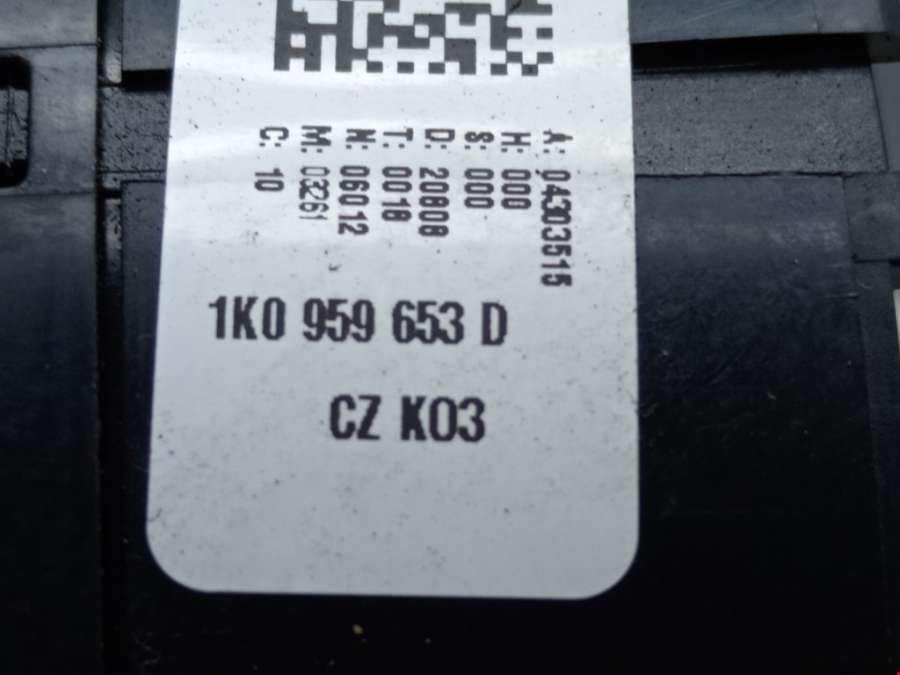 A: 04303515
H: 000
S: 000
D: 20808
T: 0018
N: 06012
M: 03261
C: 10
1K0 959 653 D
CZ K03